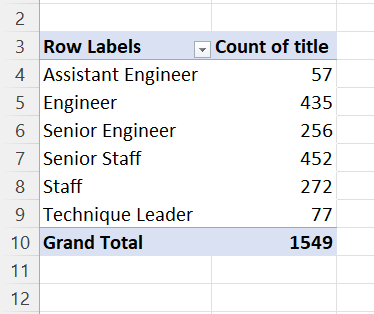 2
3 Row Labels Count of title
4 Assistant Engineer 57
5 Engineer 435
6 Senior Engineer 256
7 Senior Staff 452
8 Staff 272
9 Technique Leader 77
10 Grand Total 1549
11
12